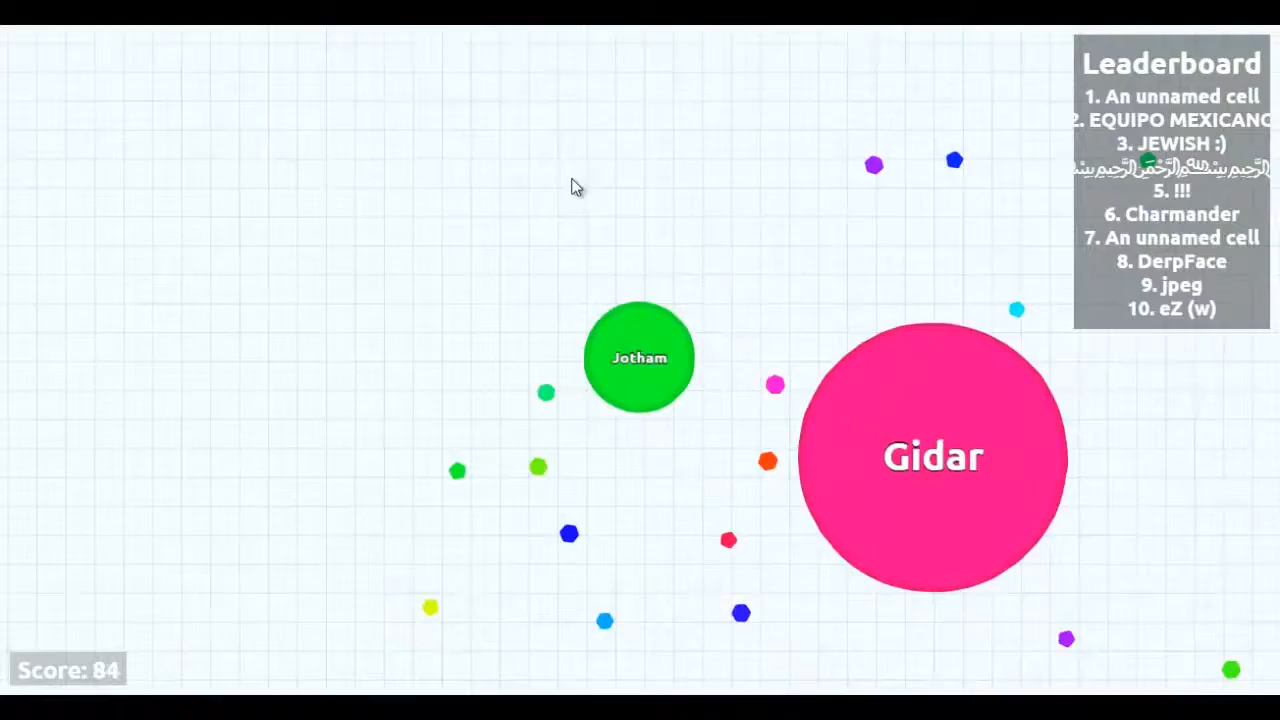 Leaderboard
1. An unnamed cell
2. EQUIPO MEXICANO
3. JEWISH :)
5. !!!
6. Charmander
7. An unnamed cell
8. DerpFace
9. jpeg
10. eZ (w)
Jotham
Gidar
Score: 84